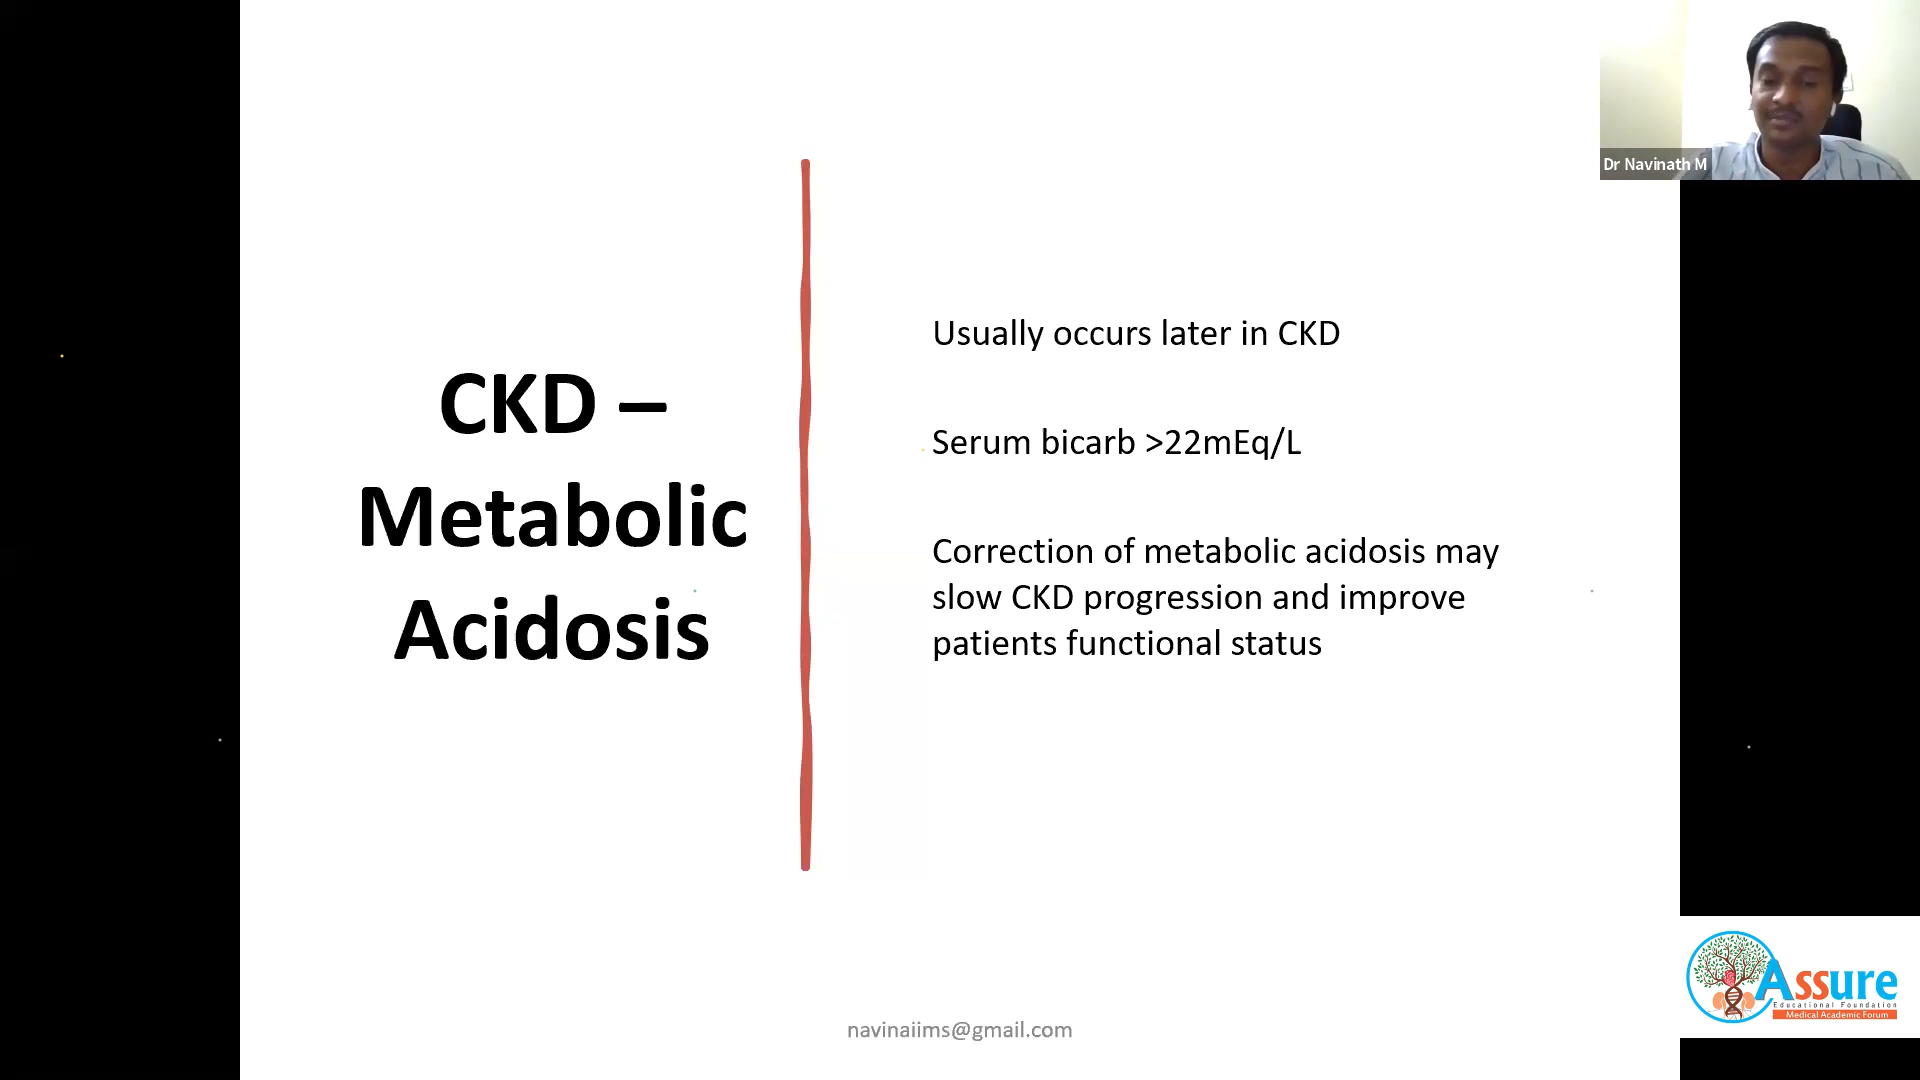 Dr Navinath M
CKD –
Metabolic
Acidosis
Usually occurs later in CKD
Serum bicarb >22mEq/L
Correction of metabolic acidosis may
slow CKD progression and improve
patients functional status
navinaiims@gmail.com
Assure
Educational Foundation
Medical Academic Forum